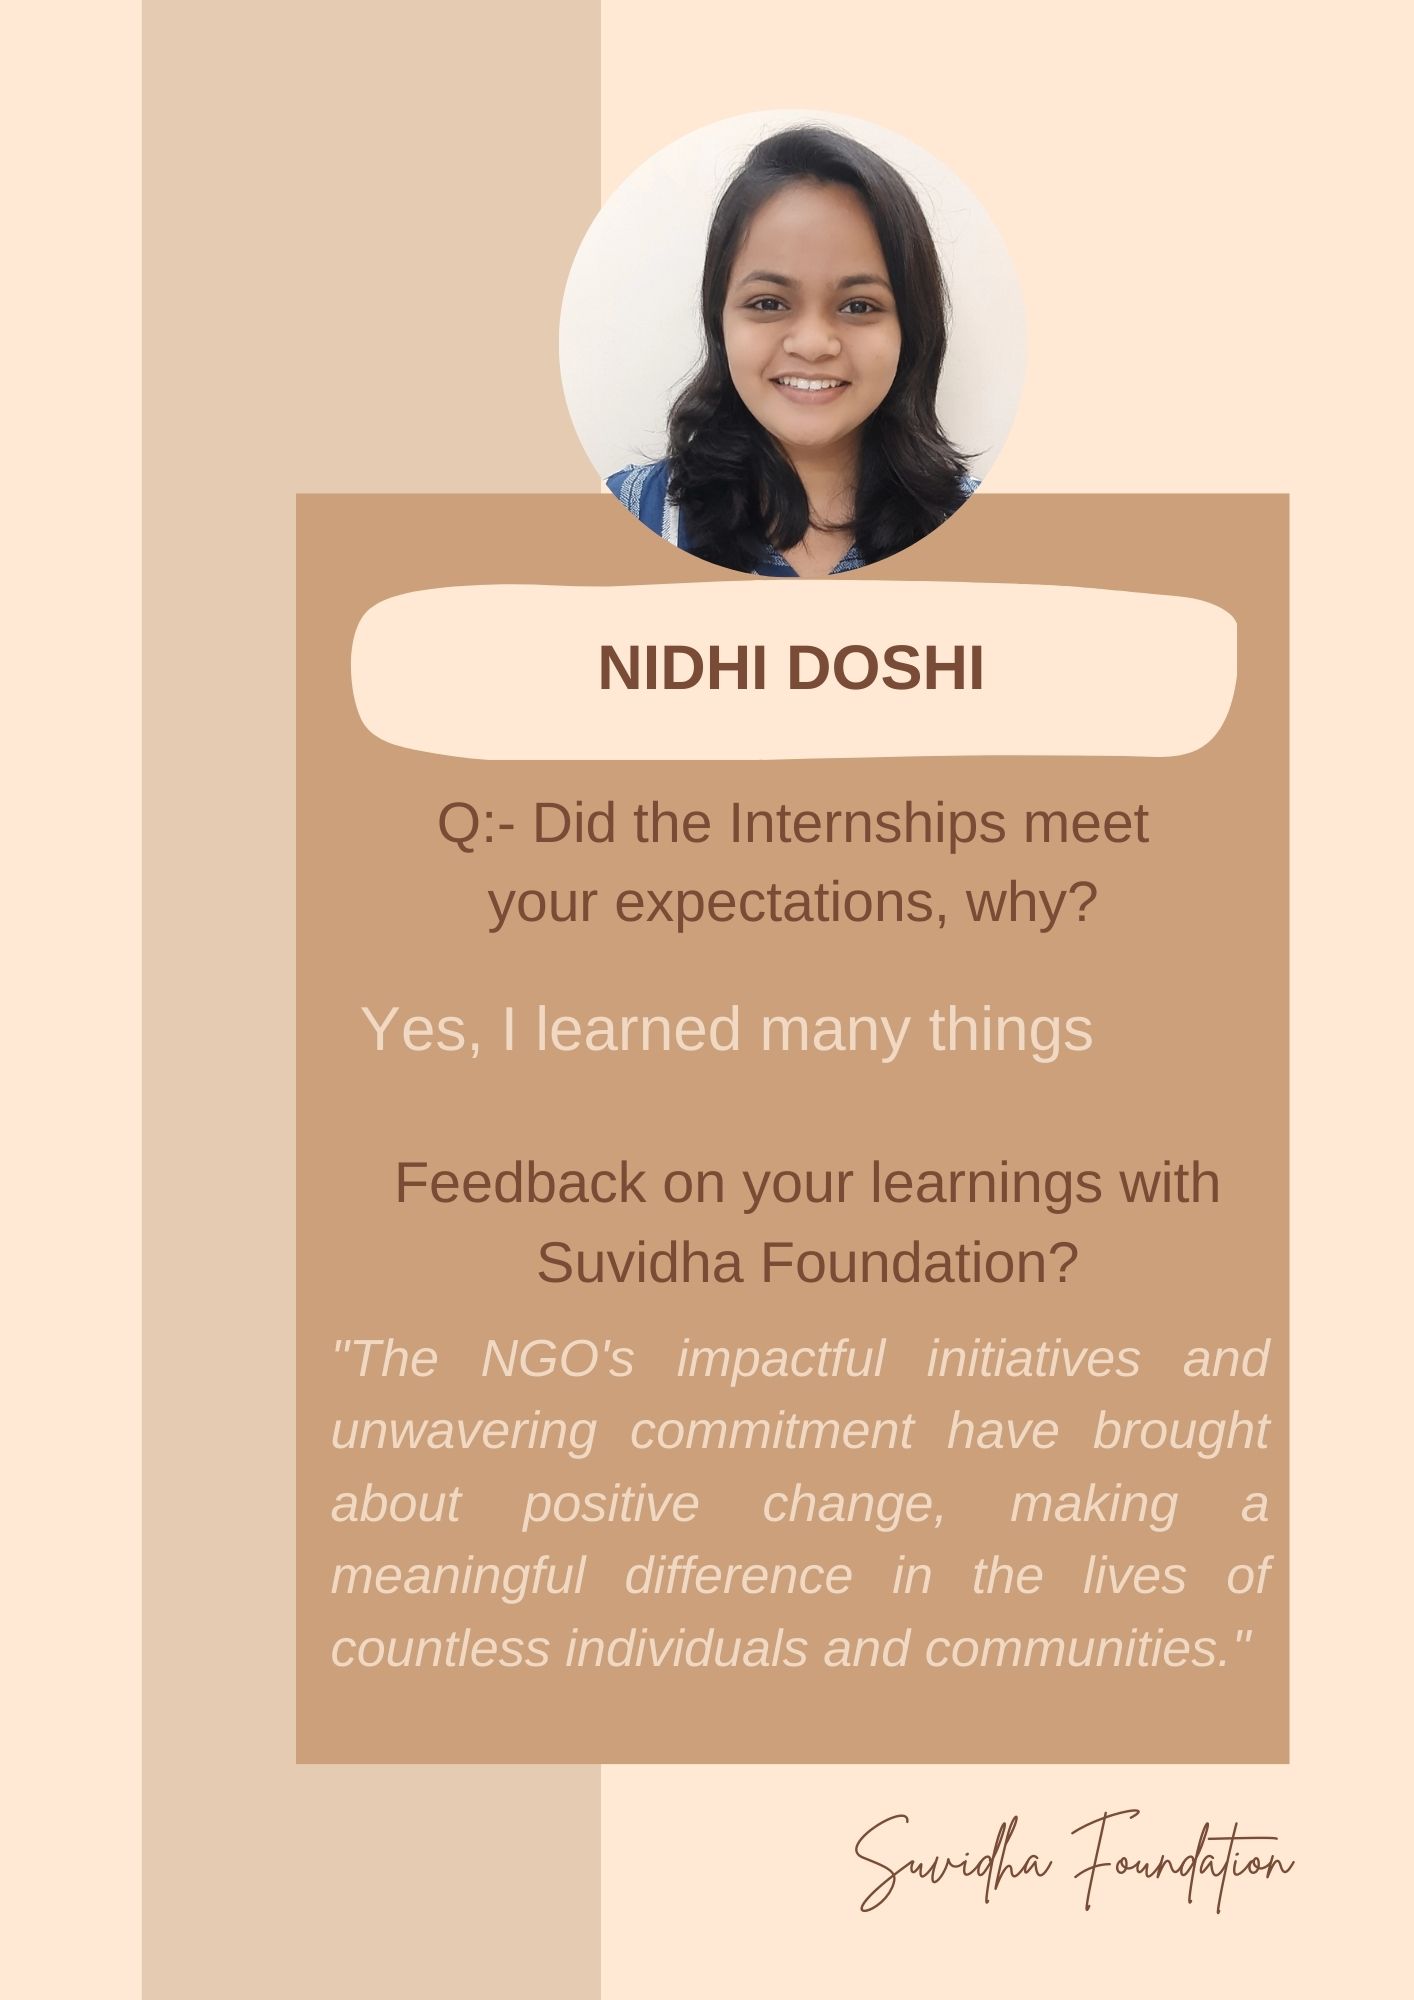 NIDHI DOSHI
Q:- Did the Internships meet
your expectations, why?
Yes, I learned many things
Feedback on your learnings with
Suvidha Foundation?
"The NGO's impactful initiatives and
unwavering commitment have brought
about positive change, making a
meaningful difference in the lives of
countless individuals and communities."
Suvidha Foundation